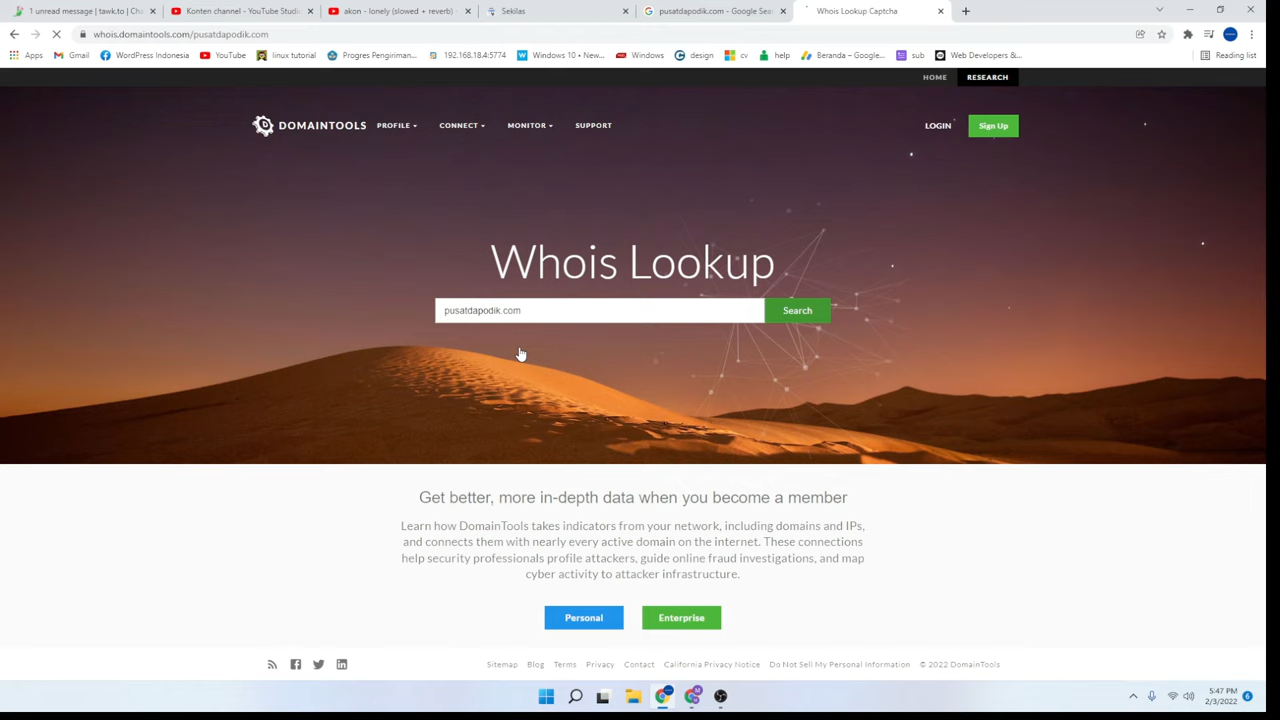 1 unread message | tawk.to | Cha
Konten channel - YouTube Studi
akon - lonely (slowed + reverb)
Sekilas
pusatdapodik.com - Google Sear
Whois Lookup Captcha
whois.domaintools.com/pusatdapodik.com
Apps
Gmail
WordPress Indonesia
YouTube
linux tutorial
Progres Pengiriman...
192.168.18.4:5774
Windows 10 • New...
Windows
design
cv
help
Beranda – Google...
sub
Web Developers &...
Reading list
HOME
RESEARCH
DOMAINTOOLS
PROFILE
CONNECT
MONITOR
SUPPORT
LOGIN
Sign Up
Whois Lookup
pusatdapodik.com
Search
Get better, more in-depth data when you become a member
Learn how DomainTools takes indicators from your network, including domains and IPs,
and connects them with nearly every active domain on the internet. These connections
help security professionals profile attackers, guide online fraud investigations, and map
cyber activity to attacker infrastructure.
Personal
Enterprise
Sitemap
Blog
Terms
Privacy
Contact
California Privacy Notice
Do Not Sell My Personal Information
© 2022 DomainTools
5:47 PM
2/3/2022
6